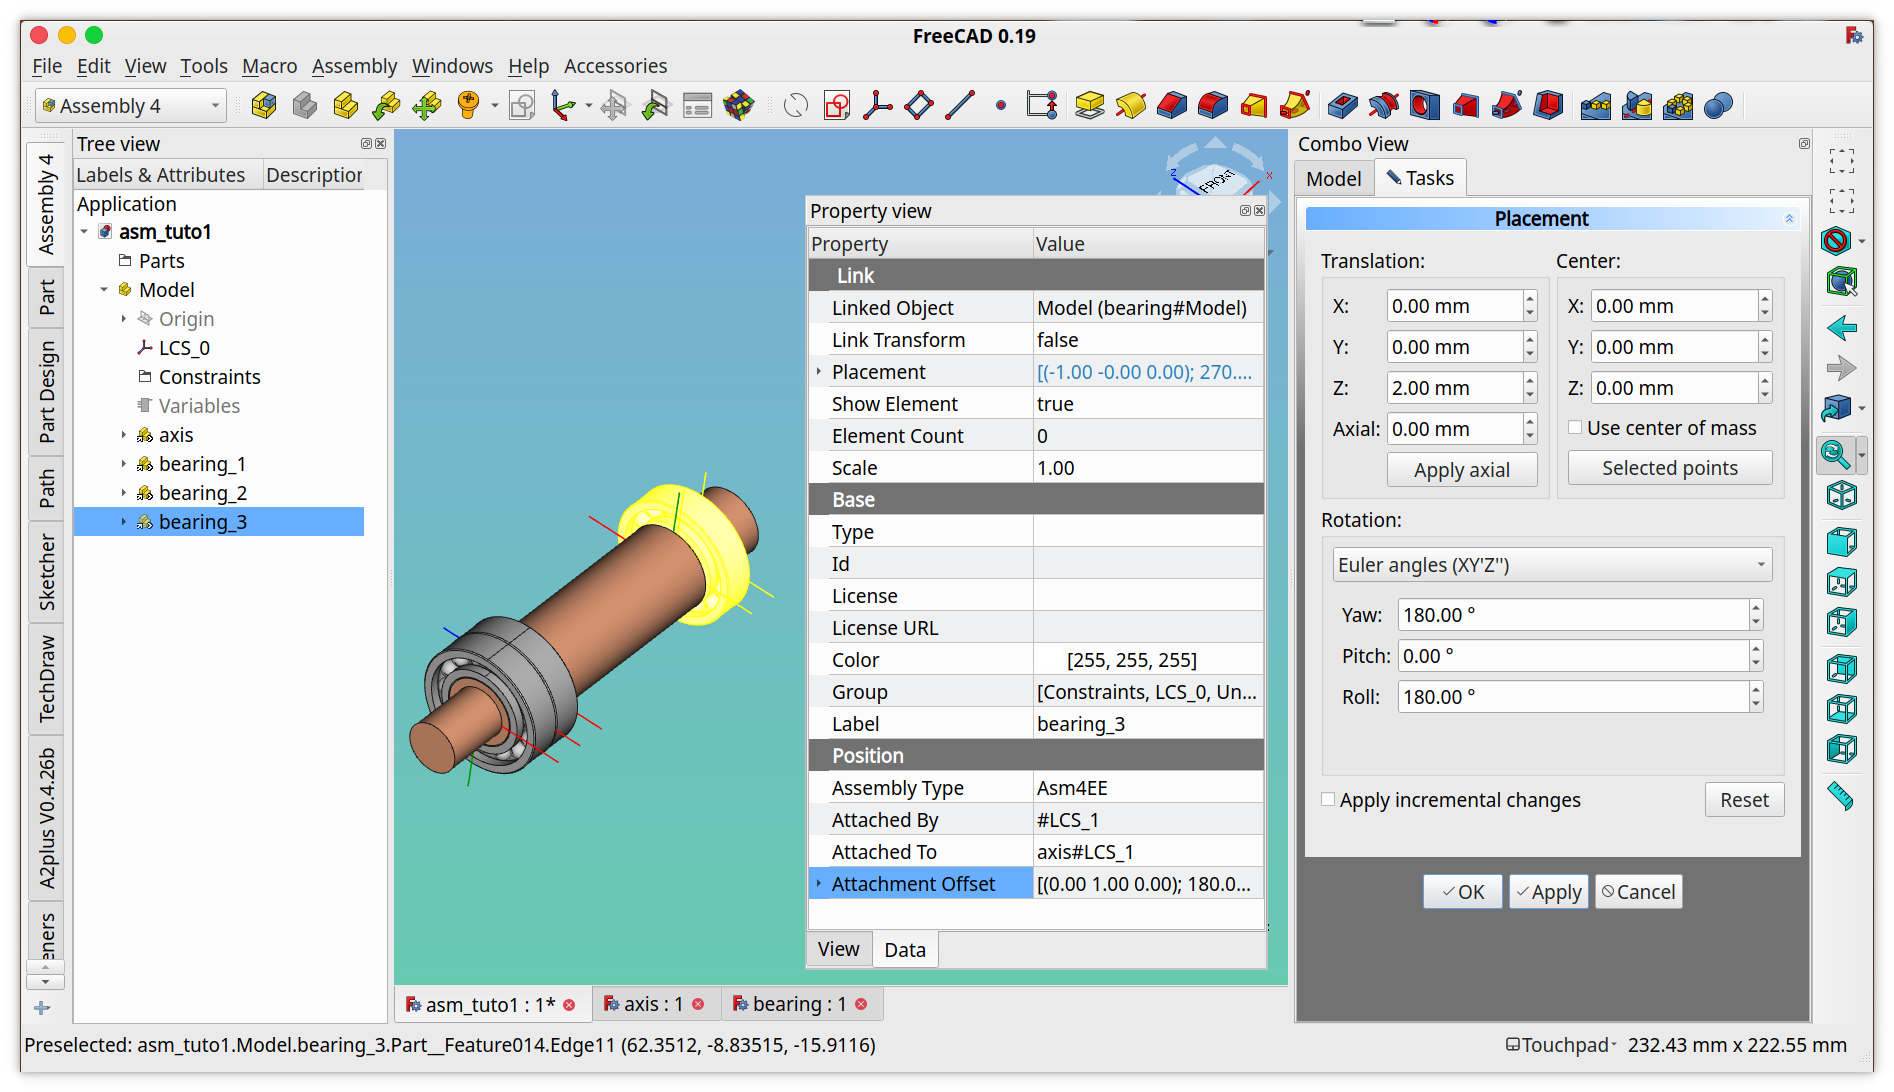 FreeCAD 0.19
File Edit View Tools Macro Assembly Windows Help Accessories
Assembly 4
Assembly 4
Part
Part Design
Path
Sketcher
TechDraw
A2plus V0.4.26b
eners
Tree view
Labels & Attributes Description
Application
asm_tuto1
Parts
Model
Origin
LCS_0
Constraints
Variables
axis
bearing_1
bearing_2
bearing_3
FRONT
Z
X
Property view
Property Value
Link
Linked Object Model (bearing#Model)
Link Transform false
Placement [(-1.00 -0.00 0.00); 270....
Show Element true
Element Count 0
Scale 1.00
Base
Type
Id
License
License URL
Color [255, 255, 255]
Group [Constraints, LCS_0, Un...
Label bearing_3
Position
Assembly Type Asm4EE
Attached By #LCS_1
Attached To axis#LCS_1
Attachment Offset [(0.00 1.00 0.00); 180.0...
View Data
asm_tuto1 : 1* axis : 1 bearing : 1
Combo View
Model Tasks
Placement
Translation: Center:
X: 0.00 mm X: 0.00 mm
Y: 0.00 mm Y: 0.00 mm
Z: 2.00 mm Z: 0.00 mm
Axial: 0.00 mm Use center of mass
Apply axial Selected points
Rotation:
Euler angles (XY'Z'')
Yaw: 180.00 °
Pitch: 0.00 °
Roll: 180.00 °
Apply incremental changes Reset
OK Apply Cancel
Preselected: asm_tuto1.Model.bearing_3.Part__Feature014.Edge11 (62.3512, -8.83515, -15.9116)
Touchpad 232.43 mm x 222.55 mm